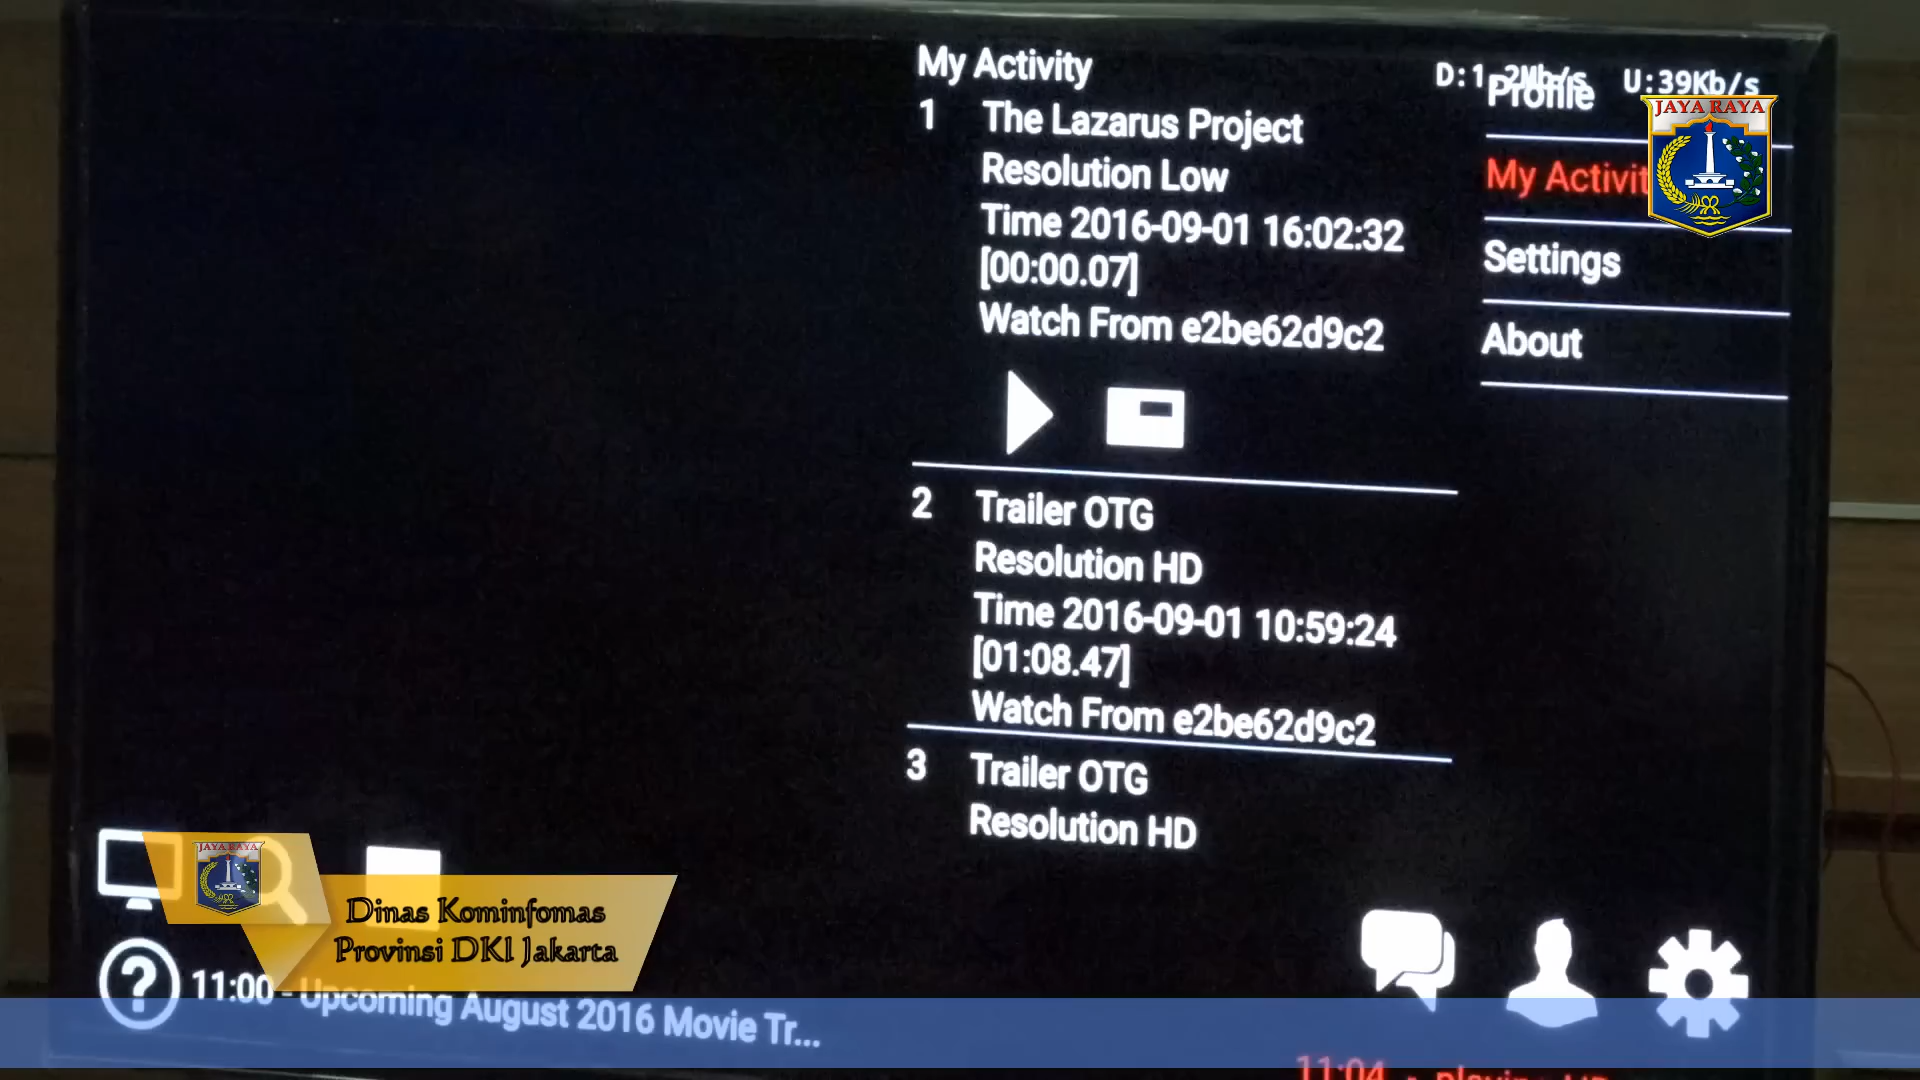 My Activity
1 The Lazarus Project
Resolution Low
Time 2016-09-01 16:02:32
[00:00.07]
Watch From e2be62d9c2
2 Trailer OTG
Resolution HD
Time 2016-09-01 10:59:24
[01:08.47]
Watch From e2be62d9c2
3 Trailer OTG
Resolution HD
D:1.2Mb/s U:39Kb/s
Profile
JAYA RAYA
My Activit
Settings
About
JAYA RAYA
Dinas Kominfomas
Provinsi DKI Jakarta
11:00 - Upcoming August 2016 Movie Tr...
11:04 - playing HD